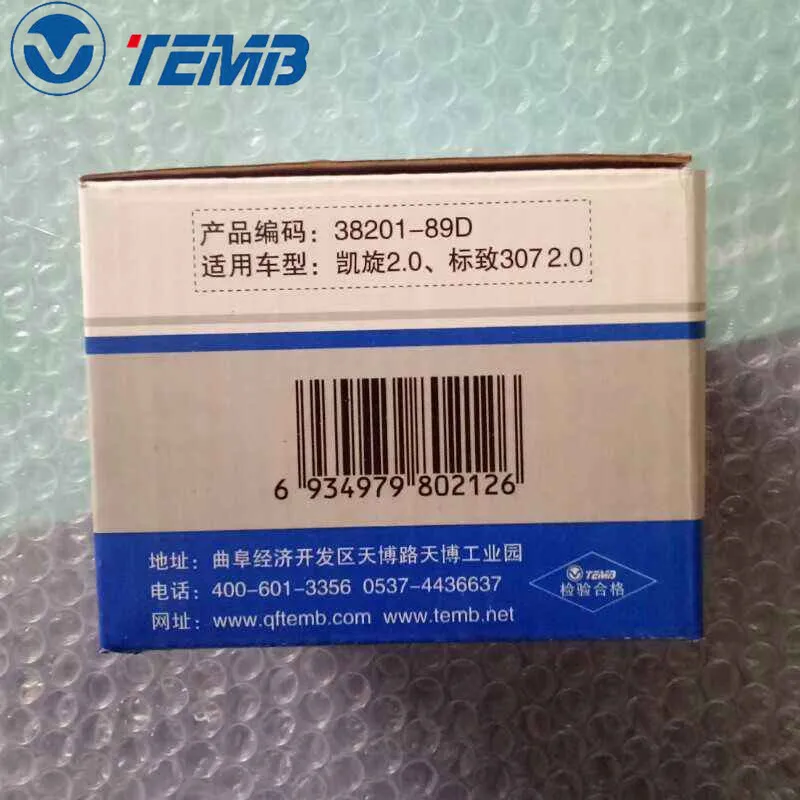 TEMB
产品编码：38201-89D
适用车型：凯旋2.0、标致307 2.0
6 934979 802126
地址：曲阜经济开发区天博路天博工业园
电话：400-601-3356 0537-4436637
网址：www.qftemb.com www.temb.net
TEMB
检验合格